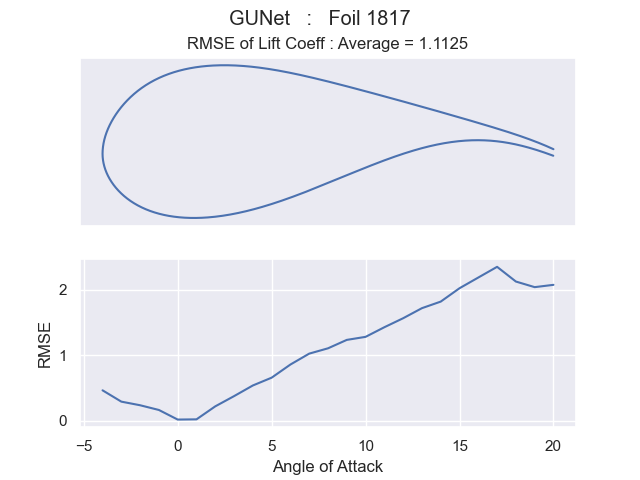 GUNet : Foil 1817
RMSE of Lift Coeff : Average = 1.1125
2
1
0
RMSE
−5 0 5 10 15 20
Angle of Attack